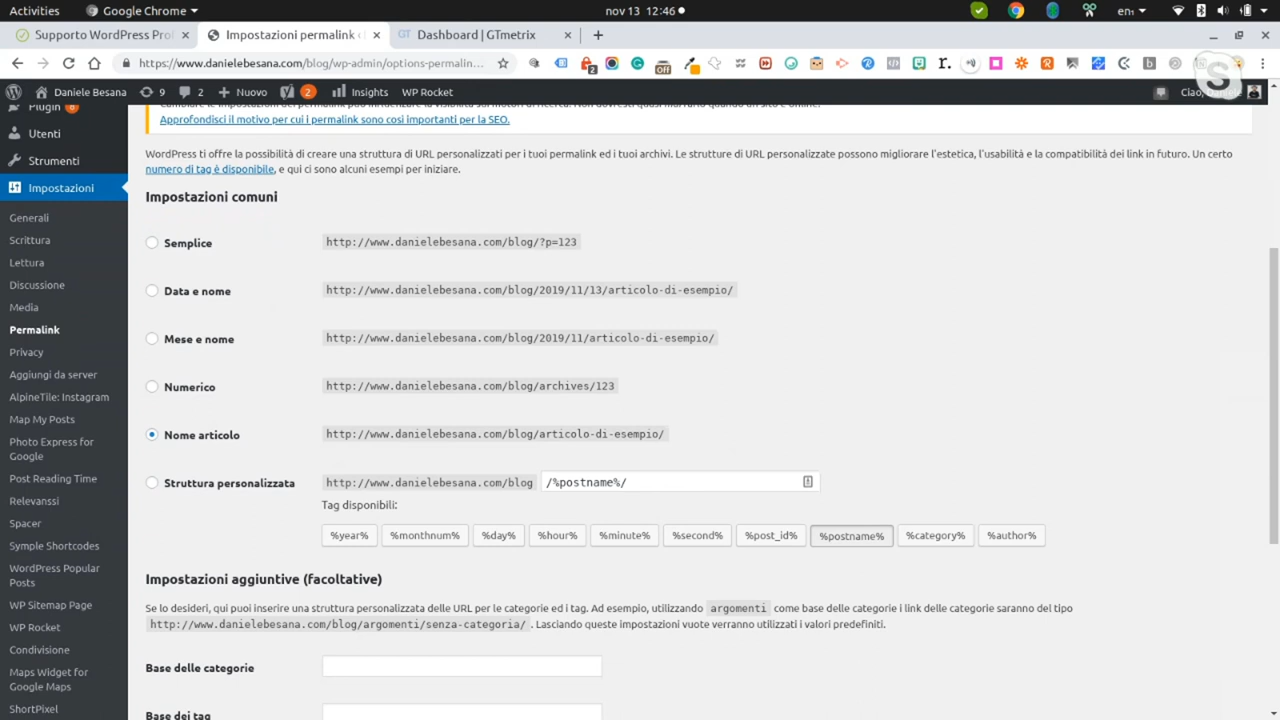 Activities
Google Chrome
nov 13 12:46
en
Supporto WordPress Pro
Impostazioni permalink
GT Dashboard | GTmetrix
https://www.danielebesana.com/blog/wp-admin/options-permalin...
Daniele Besana
9
2
Nuovo
2
Insights
WP Rocket
Ciao, Daniele
Plugin
Utenti
Strumenti
Impostazioni
Generali
Scrittura
Lettura
Discussione
Media
Permalink
Privacy
Aggiungi da server
AlpineTile: Instagram
Map My Posts
Photo Express for
Google
Post Reading Time
Relevanssi
Spacer
Symple Shortcodes
WordPress Popular
Posts
WP Sitemap Page
WP Rocket
Condivisione
Maps Widget for
Google Maps
ShortPixel
Approfondisci il motivo per cui i permalink sono così importanti per la SEO.
WordPress ti offre la possibilità di creare una struttura di URL personalizzati per i tuoi permalink ed i tuoi archivi. Le strutture di URL personalizzate possono migliorare l'estetica, l'usabilità e la compatibilità dei link in futuro. Un certo
numero di tag è disponibile, e qui ci sono alcuni esempi per iniziare.
Impostazioni comuni
Semplice http://www.danielebesana.com/blog/?p=123
Data e nome http://www.danielebesana.com/blog/2019/11/13/articolo-di-esempio/
Mese e nome http://www.danielebesana.com/blog/2019/11/articolo-di-esempio/
Numerico http://www.danielebesana.com/blog/archives/123
Nome articolo http://www.danielebesana.com/blog/articolo-di-esempio/
Struttura personalizzata http://www.danielebesana.com/blog /%postname%/
Tag disponibili:
%year% %monthnum% %day% %hour% %minute% %second% %post_id% %postname% %category% %author%
Impostazioni aggiuntive (facoltative)
Se lo desideri, qui puoi inserire una struttura personalizzata delle URL per le categorie ed i tag. Ad esempio, utilizzando argomenti come base delle categorie i link delle categorie saranno del tipo
http://www.danielebesana.com/blog/argomenti/senza-categoria/ . Lasciando queste impostazioni vuote verranno utilizzati i valori predefiniti.
Base delle categorie
Base dei tag